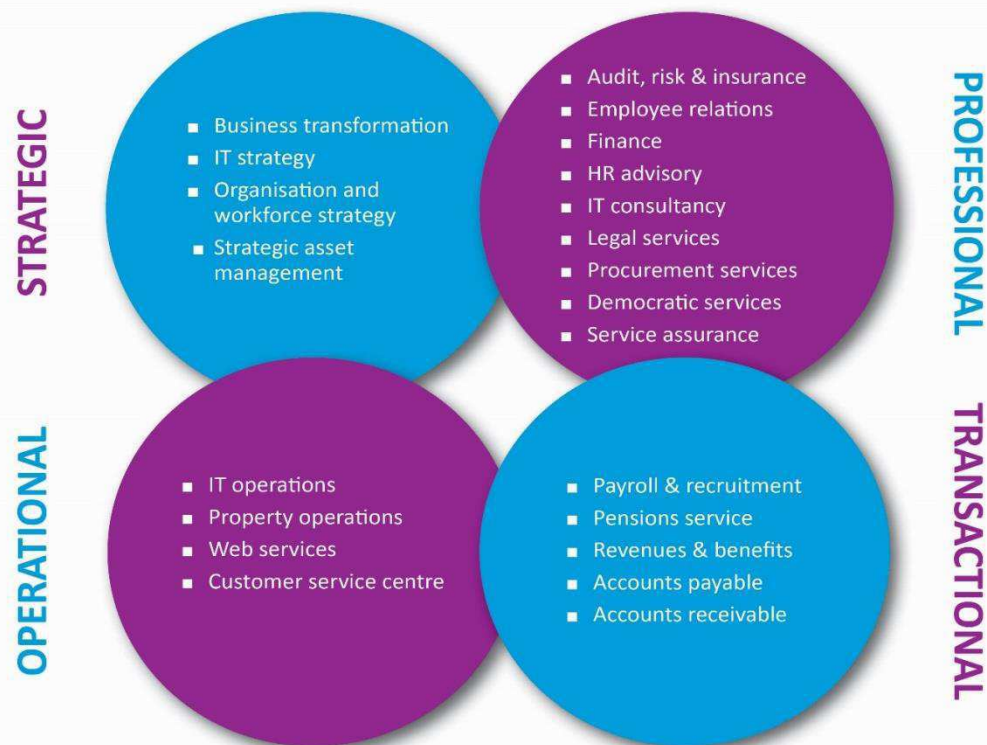 STRATEGIC
■ Business transformation
■ IT strategy
■ Organisation and
workforce strategy
■ Strategic asset
management
PROFESSIONAL
■ Audit, risk & insurance
■ Employee relations
■ Finance
■ HR advisory
■ IT consultancy
■ Legal services
■ Procurement services
■ Democratic services
■ Service assurance
OPERATIONAL
■ IT operations
■ Property operations
■ Web services
■ Customer service centre
TRANSACTIONAL
■ Payroll & recruitment
■ Pensions service
■ Revenues & benefits
■ Accounts payable
■ Accounts receivable